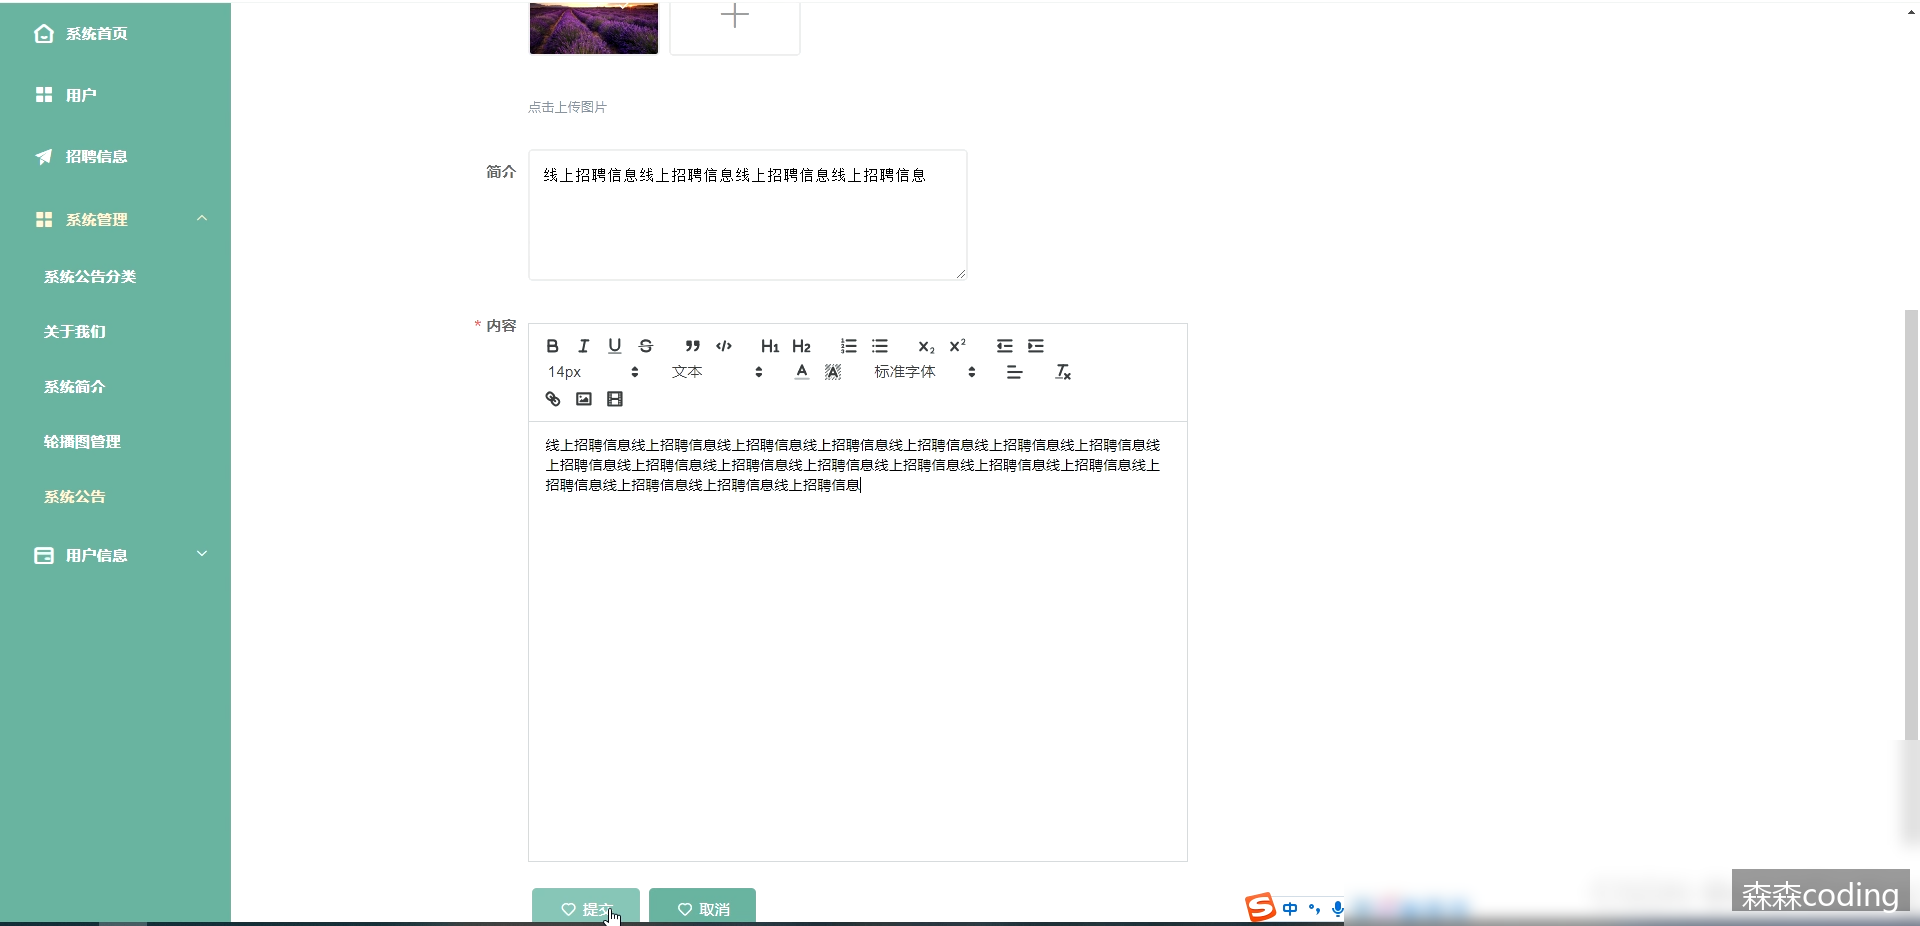 系统首页
用户
招聘信息
系统管理
系统公告分类
关于我们
系统简介
轮播图管理
系统公告
用户信息
点击上传图片
简介
线上招聘信息线上招聘信息线上招聘信息线上招聘信息
* 内容
B I U S ” </> H1 H2 X2 X2
14px 文本 A A 标准字体 Tx
线上招聘信息线上招聘信息线上招聘信息线上招聘信息线上招聘信息线上招聘信息线上招聘信息线
上招聘信息线上招聘信息线上招聘信息线上招聘信息线上招聘信息线上招聘信息线上招聘信息线上
招聘信息线上招聘信息线上招聘信息线上招聘信息
提交 取消
S 中 °,
森森coding